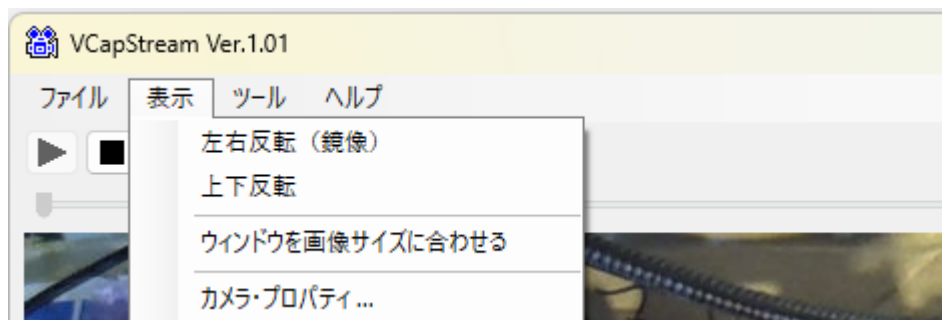 VCapStream Ver.1.01
ファイル 表示 ツール ヘルプ
左右反転（鏡像）
上下反転
ウィンドウを画像サイズに合わせる
カメラ・プロパティ...